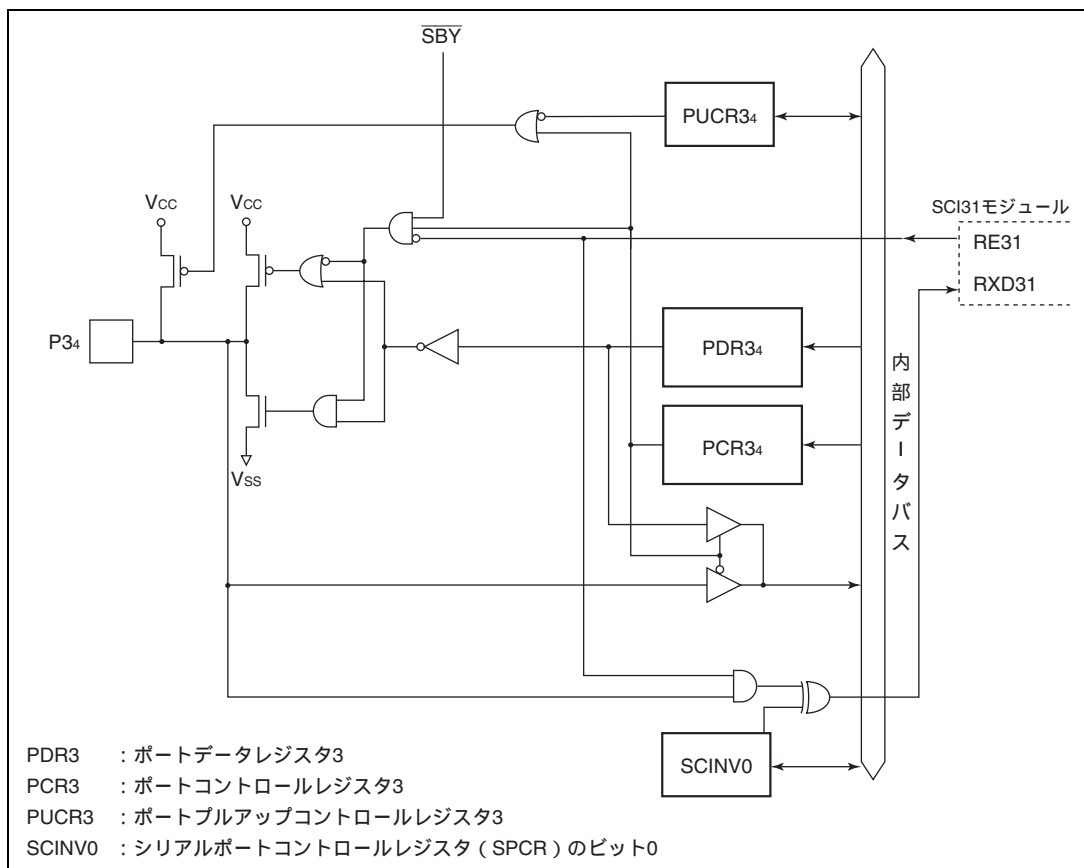 SBY
PUCR34
VCC
VCC
SCI31モジュール
RE31
RXD31
P34
PDR34
PCR34
VSS
内部データバス
SCINV0
PDR3 :ポートデータレジスタ3
PCR3 :ポートコントロールレジスタ3
PUCR3 :ポートプルアップコントロールレジスタ3
SCINV0 :シリアルポートコントロールレジスタ(SPCR)のビット0